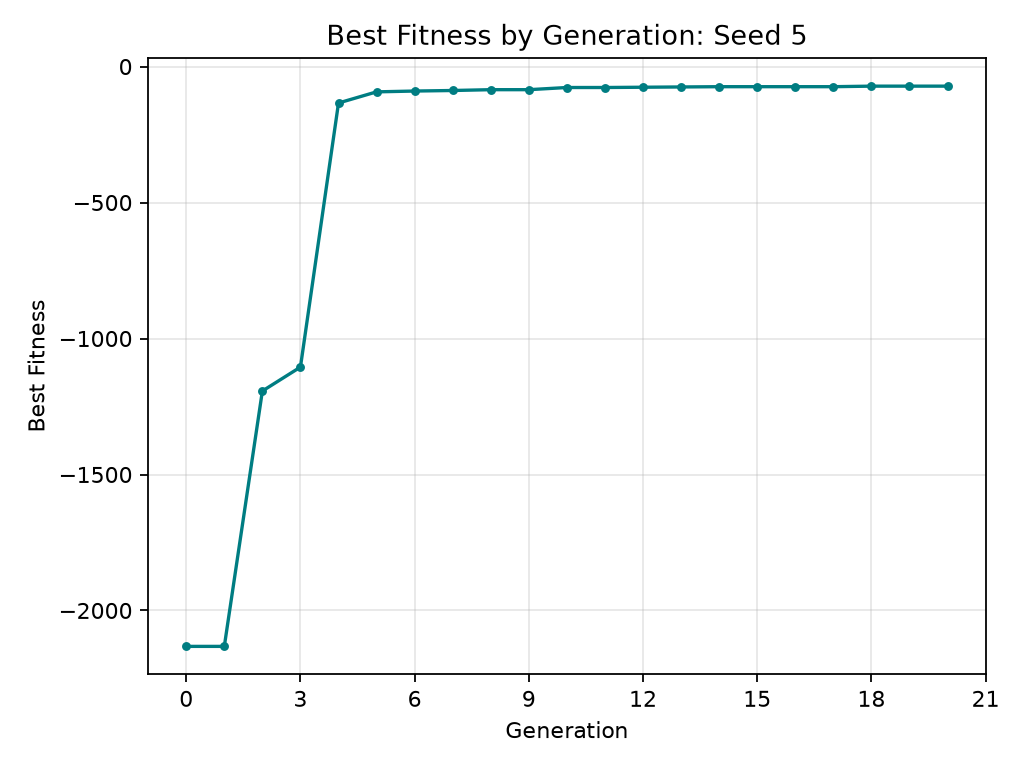 Best Fitness by Generation: Seed 5
0
−500
−1000
−1500
−2000
Best Fitness
0 3 6 9 12 15 18 21
Generation